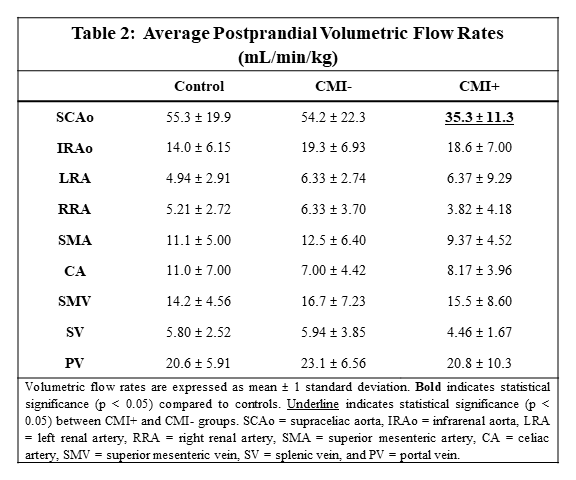 Table 2: Average Postprandial Volumetric Flow Rates
(mL/min/kg)
Control CMI- CMI+
SCAo 55.3 ± 19.9 54.2 ± 22.3 35.3 ± 11.3
IRAo 14.0 ± 6.15 19.3 ± 6.93 18.6 ± 7.00
LRA 4.94 ± 2.91 6.33 ± 2.74 6.37 ± 9.29
RRA 5.21 ± 2.72 6.33 ± 3.70 3.82 ± 4.18
SMA 11.1 ± 5.00 12.5 ± 6.40 9.37 ± 4.52
CA 11.0 ± 7.00 7.00 ± 4.42 8.17 ± 3.96
SMV 14.2 ± 4.56 16.7 ± 7.23 15.5 ± 8.60
SV 5.80 ± 2.52 5.94 ± 3.85 4.46 ± 1.67
PV 20.6 ± 5.91 23.1 ± 6.56 20.8 ± 10.3
Volumetric flow rates are expressed as mean ± 1 standard deviation. Bold indicates statistical
significance (p < 0.05) compared to controls. Underline indicates statistical significance (p <
0.05) between CMI+ and CMI- groups. SCAo = supraceliac aorta, IRAo = infrarenal aorta, LRA
= left renal artery, RRA = right renal artery, SMA = superior mesenteric artery, CA = celiac
artery, SMV = superior mesenteric vein, SV = splenic vein, and PV = portal vein.